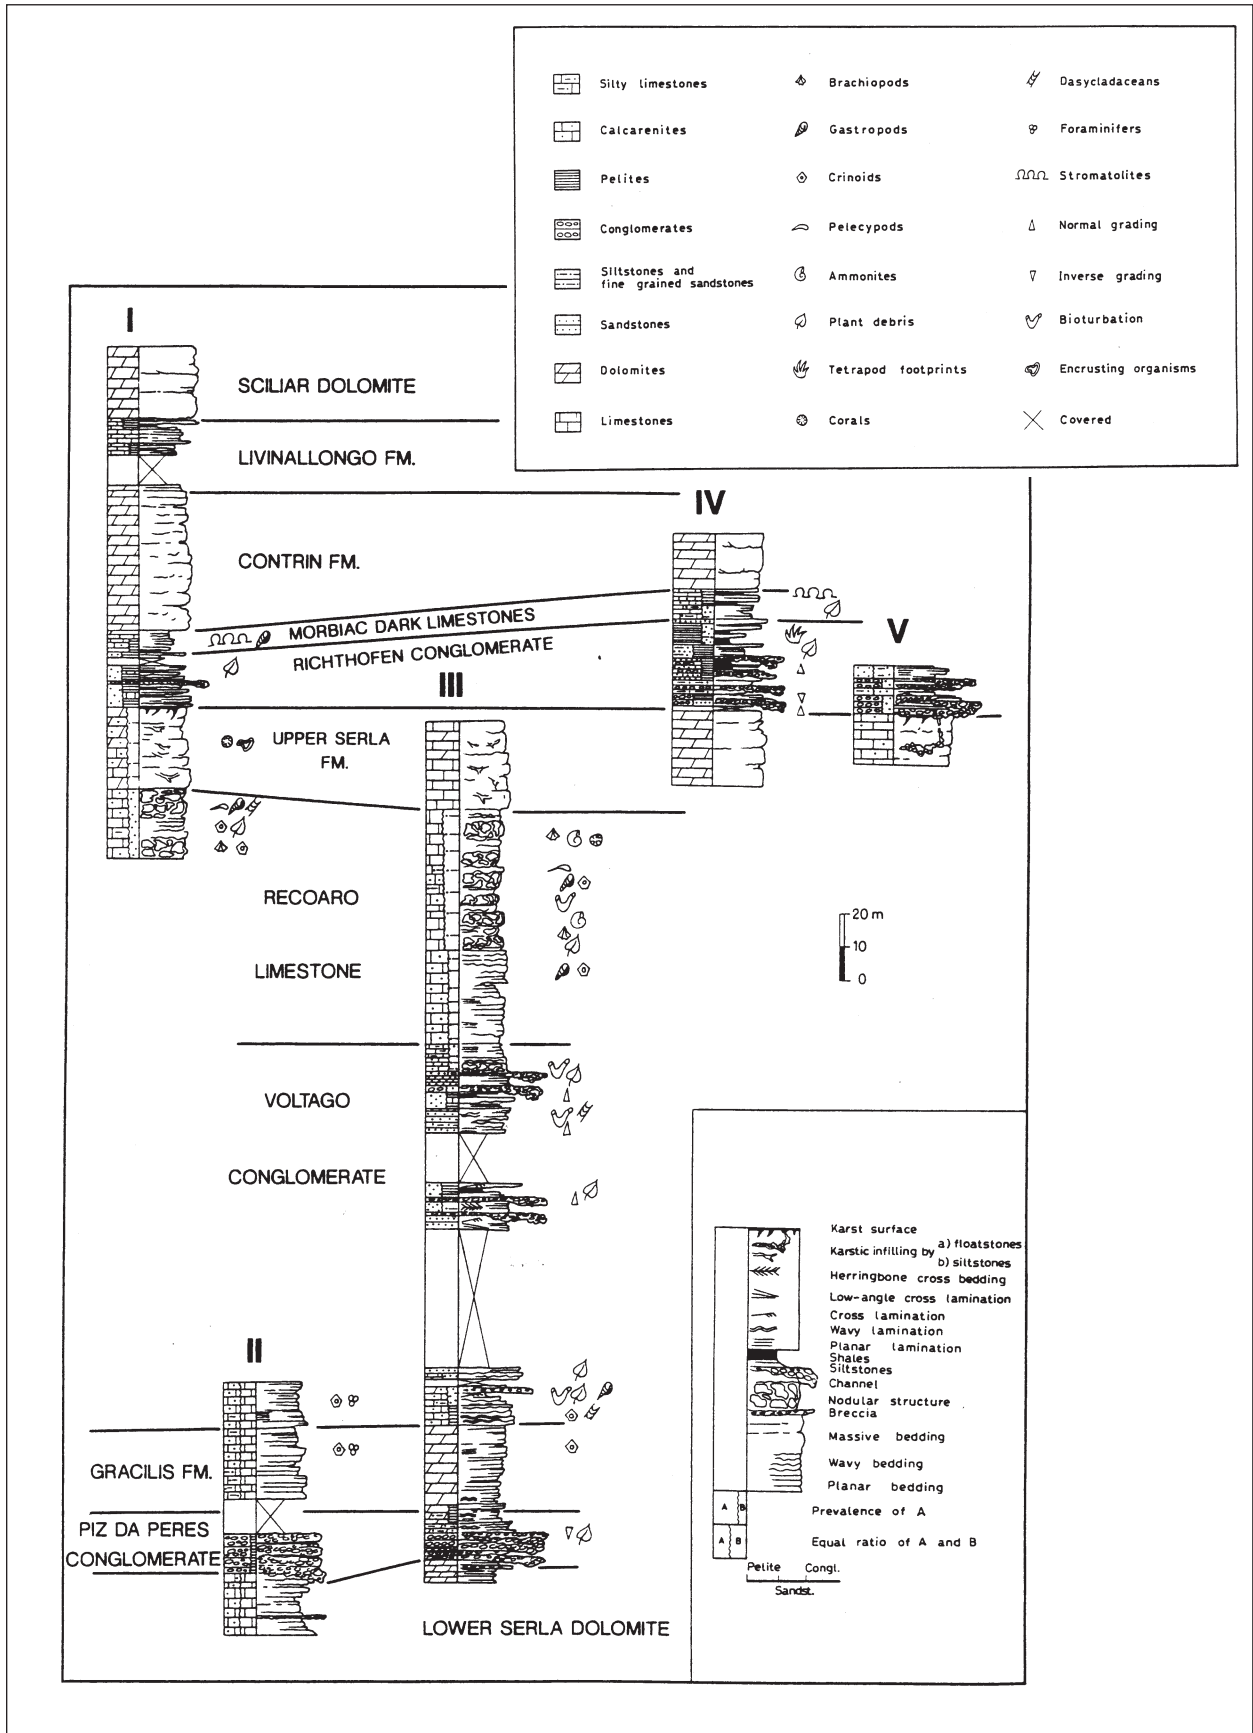 Silty limestones
Calcarenites
Pelites
Conglomerates
Siltstones and
fine grained sandstones
Sandstones
Dolomites
Limestones
Brachiopods
Gastropods
Crinoids
Pelecypods
Ammonites
Plant debris
Tetrapod footprints
Corals
Dasycladaceans
Foraminifers
Stromatolites
Normal grading
Inverse grading
Bioturbation
Encrusting organisms
Covered
I
SCILIAR DOLOMITE
LIVINALLONGO FM.
IV
CONTRIN FM.
MORBIAC DARK LIMESTONES
V
RICHTHOFEN CONGLOMERATE
III
UPPER SERLA
FM.
RECOARO
LIMESTONE
20 m
10
0
VOLTAGO
CONGLOMERATE
II
GRACILIS FM.
PIZ DA PERES
CONGLOMERATE
LOWER SERLA DOLOMITE
Karst surface
Karstic infilling by a) floatstones
b) siltstones
Herringbone cross bedding
Low-angle cross lamination
Cross lamination
Wavy lamination
Planar lamination
Shales
Siltstones
Channel
Nodular structure
Breccia
Massive bedding
Wavy bedding
Planar bedding
A B Prevalence of A
A B Equal ratio of A and B
Pelite Congl.
Sandst.